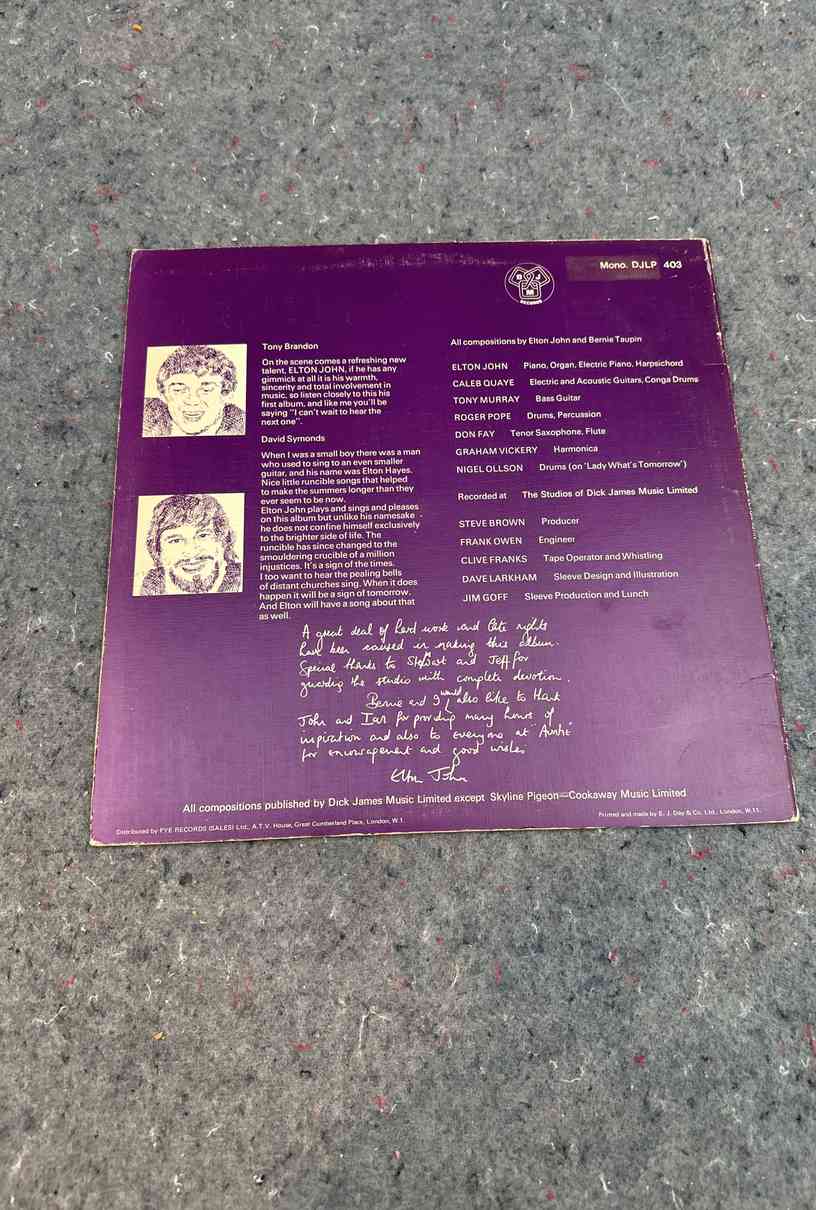 Mono. DJLP 403
D J M
RECORDS
Tony Brandon
On the scene comes a refreshing new
talent, ELTON JOHN, if he has any
gimmick at all it is his warmth,
sincerity and total involvement in
music, so listen closely to this his
first album, and like me you'll be
saying "I can't wait to hear the
next one".
David Symonds
When I was a small boy there was a man
who used to sing to an even smaller
guitar, and his name was Elton Hayes.
Nice little runcible songs that helped
to make the summers longer than they
ever seem to be now.
Elton John plays and sings and pleases
on this album but unlike his namesake
he does not confine himself exclusively
to the brighter side of life. The
runcible has since changed to the
smouldering crucible of a million
injustices. It's a sign of the times.
I too want to hear the pealing bells
of distant churches sing. When it does
happen it will be a sign of tomorrow.
And Elton will have a song about that
as well.
All compositions by Elton John and Bernie Taupin
ELTON JOHN Piano, Organ, Electric Piano, Harpsichord
CALEB QUAYE Electric and Acoustic Guitars, Conga Drums
TONY MURRAY Bass Guitar
ROGER POPE Drums, Percussion
DON FAY Tenor Saxophone, Flute
GRAHAM VICKERY Harmonica
NIGEL OLLSON Drums (on 'Lady What's Tomorrow')
Recorded at The Studios of Dick James Music Limited
STEVE BROWN Producer
FRANK OWEN Engineer
CLIVE FRANKS Tape Operator and Whistling
DAVE LARKHAM Sleeve Design and Illustration
JIM GOFF Sleeve Production and Lunch
A great deal of hard work and late nights
have been caused in making this album.
Special thanks to Stewart and Jeff for
guarding the studio with complete devotion.
Bernie and I would also like to thank
John and Ian for providing many hours of
inspiration and also to everyone at "Auntie"
for encouragement and good wishes
Elton John
All compositions published by Dick James Music Limited except Skyline Pigeon—Cookaway Music Limited
Distributed by PYE RECORDS (SALES) Ltd., A.T.V. House, Great Cumberland Place, London, W.1.
Printed and made by E. J. Day & Co. Ltd., London, W.11.